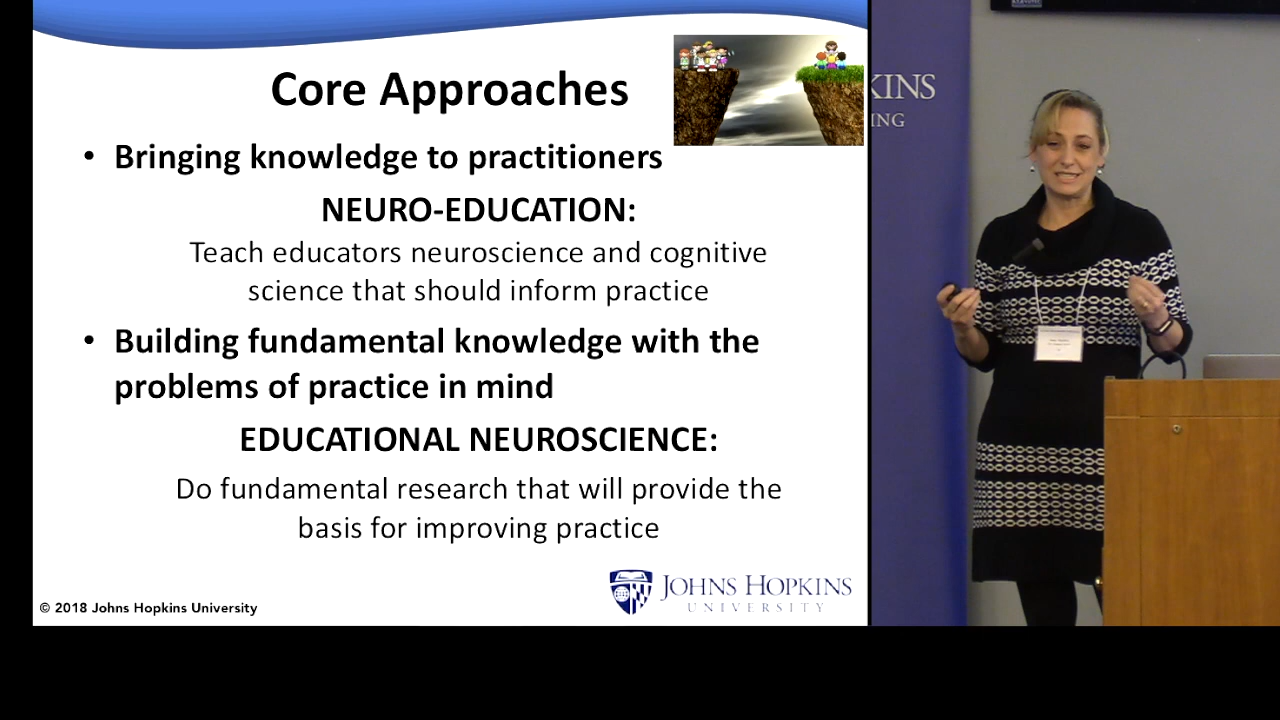 Core Approaches
• Bringing knowledge to practitioners
NEURO-EDUCATION:
Teach educators neuroscience and cognitive
science that should inform practice
• Building fundamental knowledge with the
problems of practice in mind
EDUCATIONAL NEUROSCIENCE:
Do fundamental research that will provide the
basis for improving practice
© 2018 Johns Hopkins University
JOHNS HOPKINS
UNIVERSITY
KINS
ING